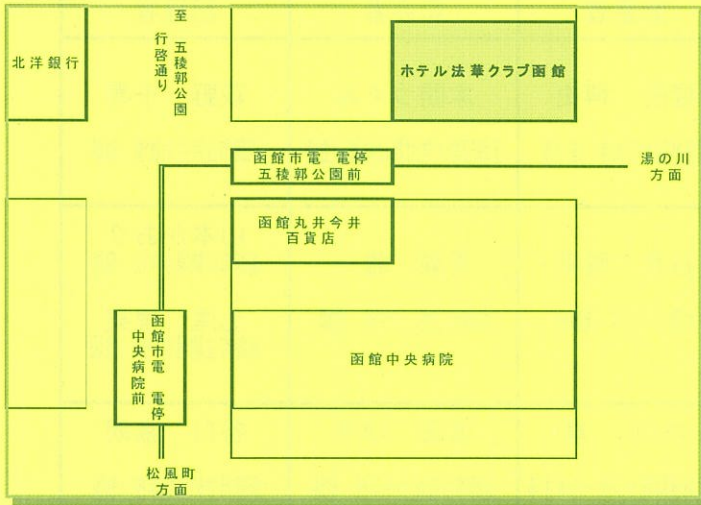 北洋銀行
至 五稜郭公園
行啓通り
ホテル法華クラブ函館
函館市電 電停
五稜郭公園前
湯の川
方面
函館丸井今井
百貨店
函館市電 電停
中央病院前
函館中央病院
松風町
方面